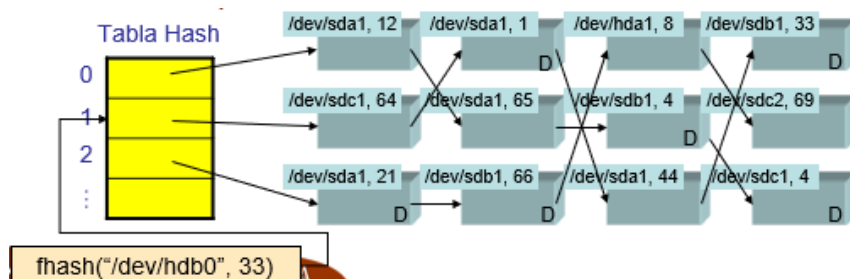 Tabla Hash
/dev/sda1, 12
/dev/sda1, 1
/dev/hda1, 8
/dev/sdb1, 33
0
D
D
/dev/sdc1, 64
/dev/sda1, 65
/dev/sdb1, 4
/dev/sdc2, 69
1
D
2
/dev/sda1, 21
/dev/sdb1, 66
/dev/sda1, 44
/dev/sdc1, 4
⋮
D
D
D
fhash("/dev/hdb0", 33)